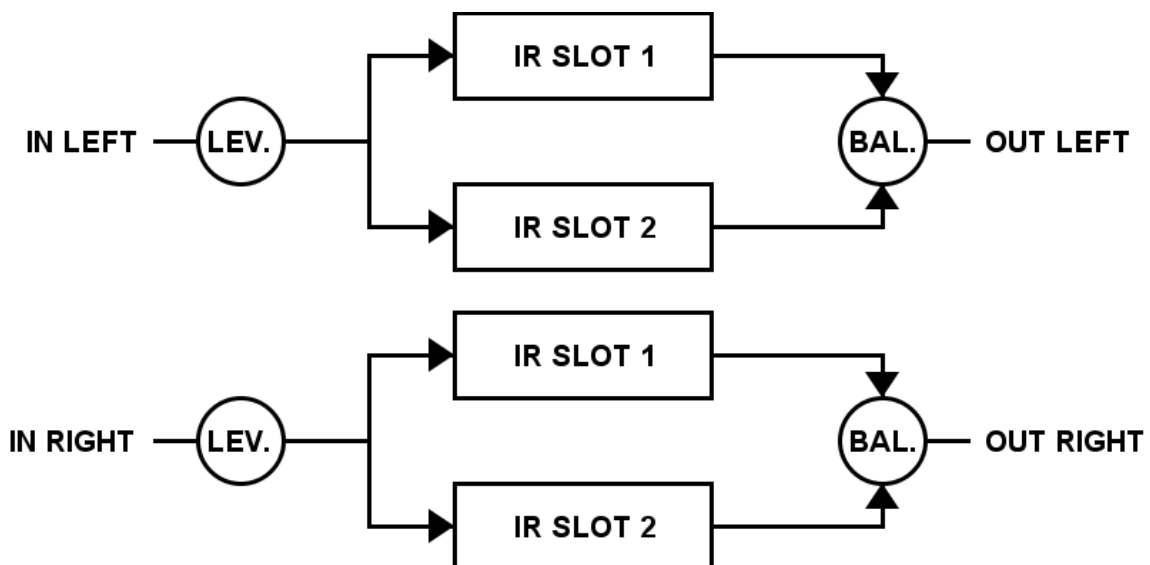 IR SLOT 1
IN LEFT
LEV.
BAL.
OUT LEFT
IR SLOT 2
IR SLOT 1
IN RIGHT
LEV.
BAL.
OUT RIGHT
IR SLOT 2